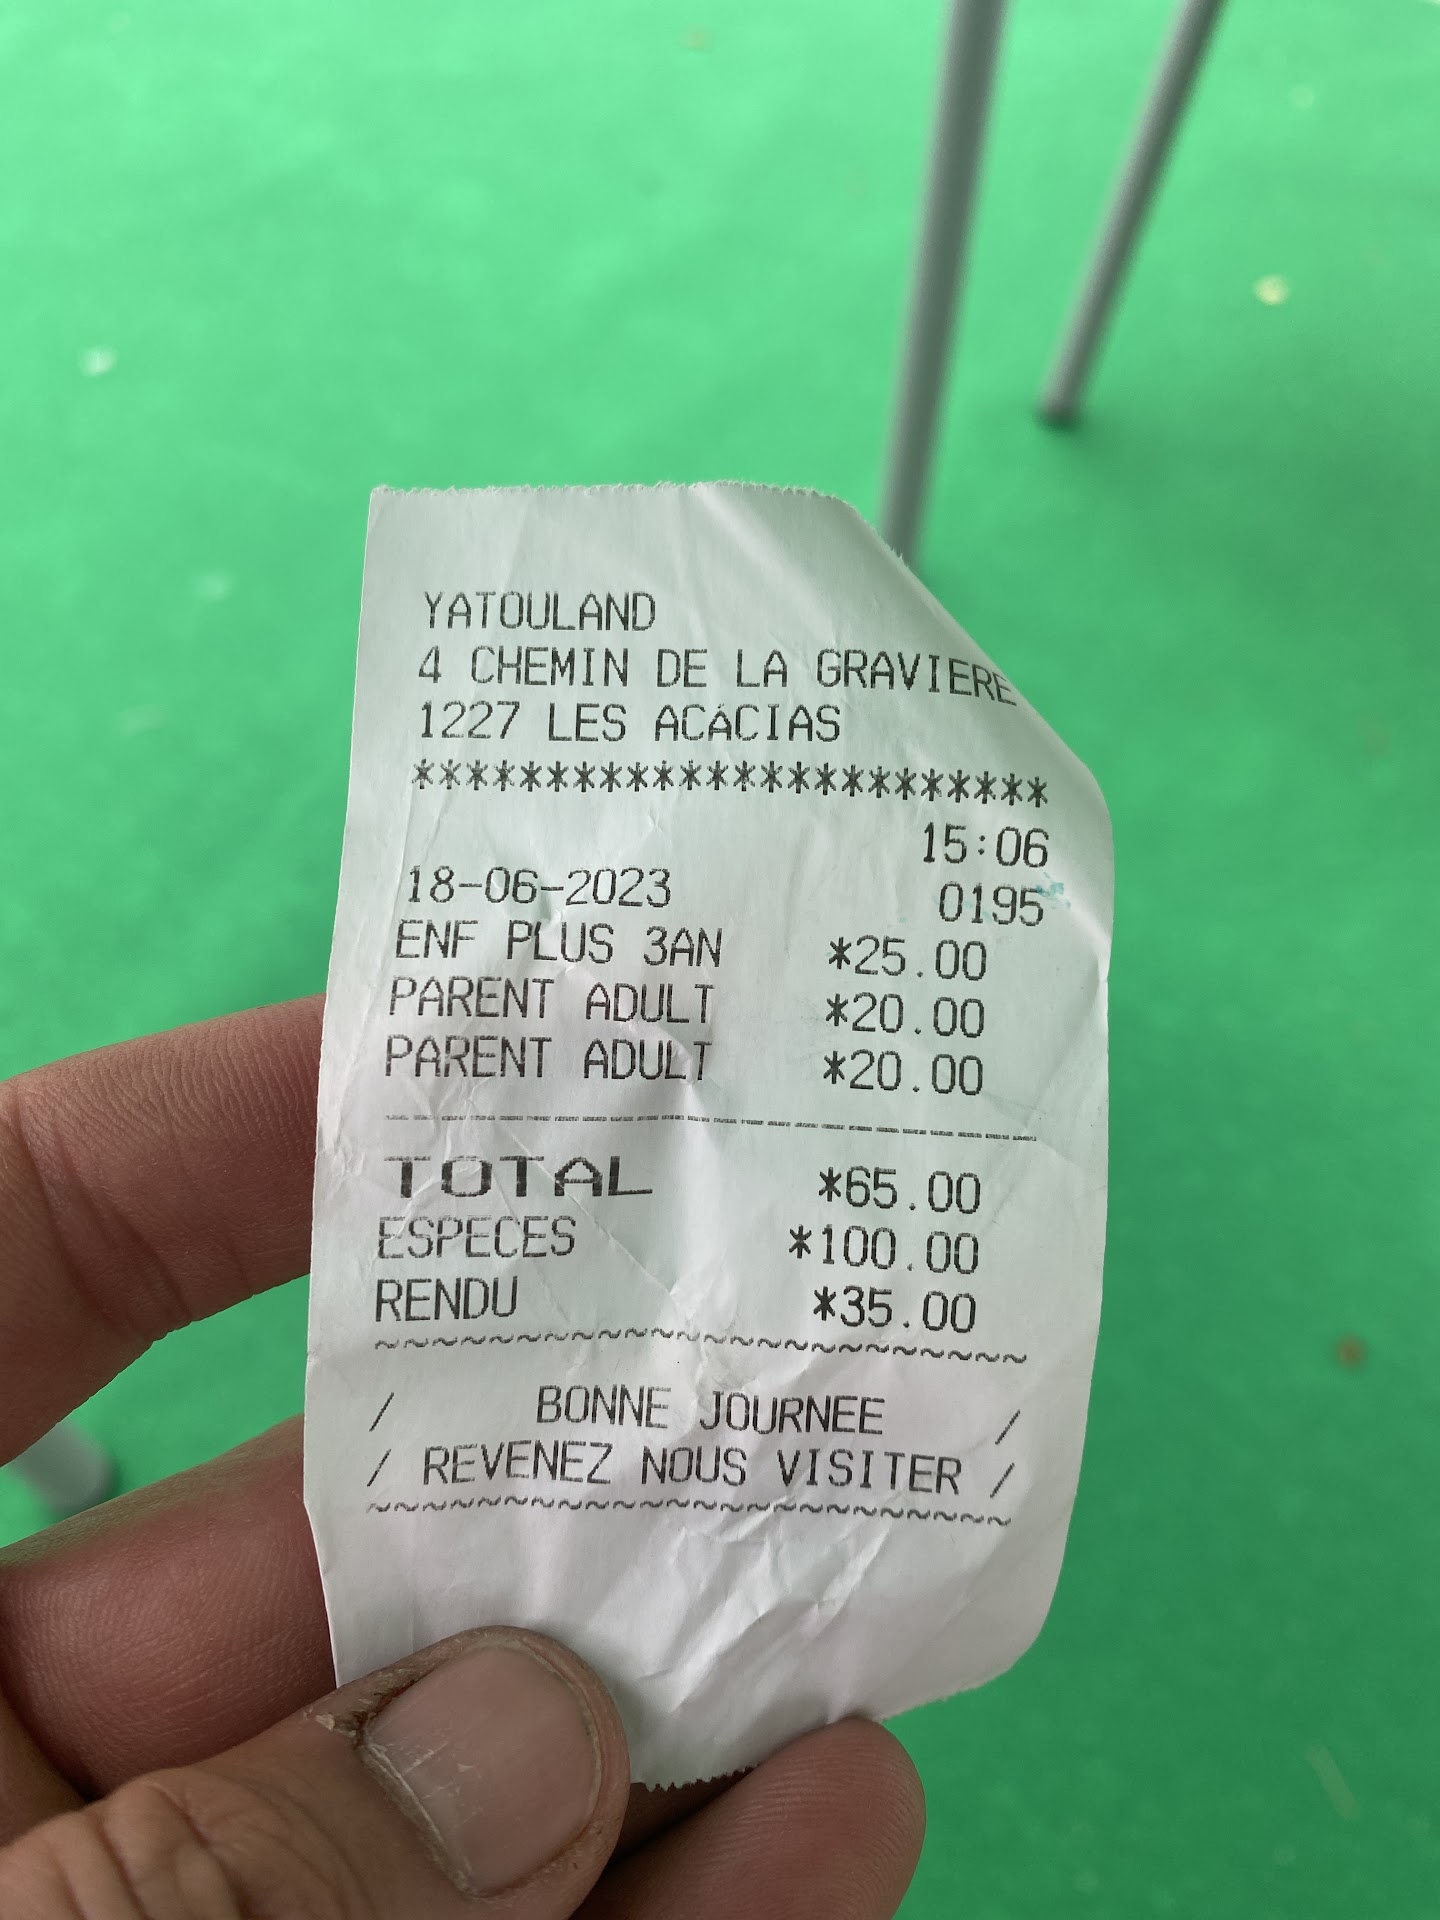 YATOULAND
4 CHEMIN DE LA GRAVIERE
1227 LES ACACIAS
************************
15:06
18-06-2023 0195
ENF PLUS 3AN *25.00
PARENT ADULT *20.00
PARENT ADULT *20.00
------------------------
TOTAL *65.00
ESPECES *100.00
RENDU *35.00
~~~~~~~~~~~~~~~~~~~~~~~~
/ BONNE JOURNEE /
/ REVENEZ NOUS VISITER /
~~~~~~~~~~~~~~~~~~~~~~~~